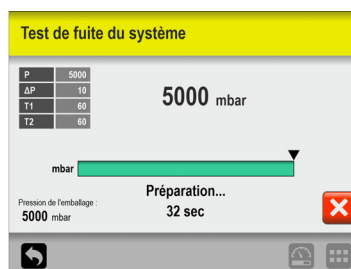 Test de fuite du système
P 5000
ΔP 10
T1 60
T2 60
5000 mbar
mbar
Préparation...
32 sec
Pression de l'emballage :
5000 mbar